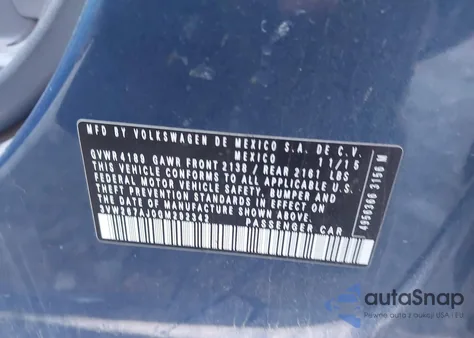 MFD BY VOLKSWAGEN DE MEXICO S.A. DE C.V.
MEXICO 11/15
GVWR 4180 GAWR FRONT 2138 / REAR 2161 LBS
THIS VEHICLE CONFORMS TO ALL APPLICABLE
FEDERAL MOTOR VEHICLE SAFETY, BUMPER AND
THEFT PREVENTION STANDARDS IN EFFECT ON
THE DATE OF MANUFACTURE SHOWN ABOVE.
PASSENGER CAR
M
autoSnap